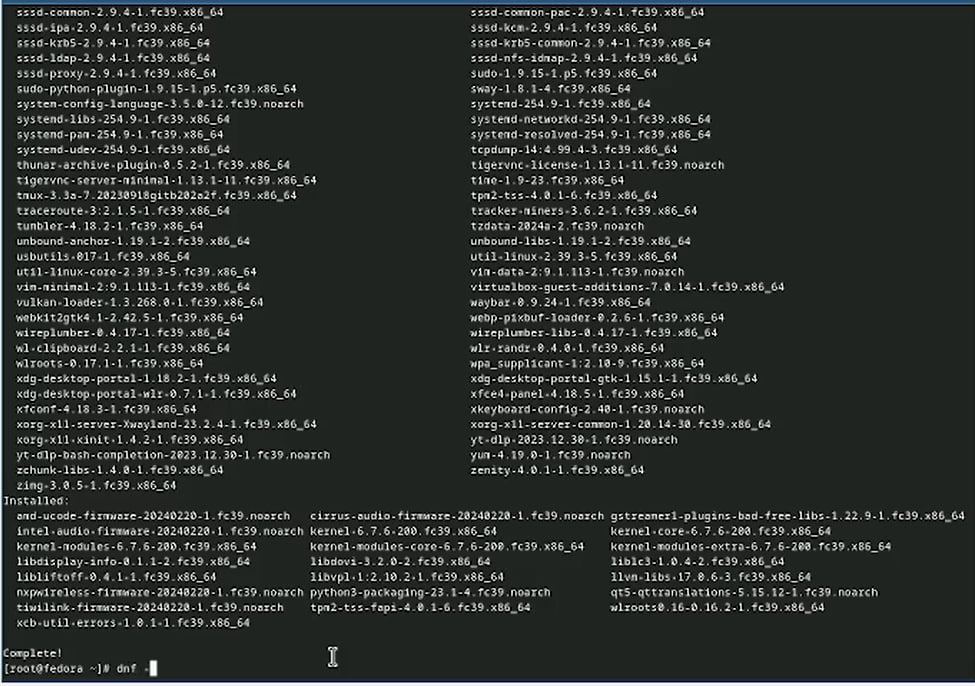 sssd-common-2.9.4-1.fc39.x86_64 sssd-common-pac-2.9.4-1.fc39.x86_64
sssd-ipa-2.9.4-1.fc39.x86_64 sssd-kcm-2.9.4-1.fc39.x86_64
sssd-krb5-2.9.4-1.fc39.x86_64 sssd-krb5-common-2.9.4-1.fc39.x86_64
sssd-ldap-2.9.4-1.fc39.x86_64 sssd-nfs-idmap-2.9.4-1.fc39.x86_64
sssd-proxy-2.9.4-1.fc39.x86_64 sudo-1.9.15-1.p5.fc39.x86_64
sudo-python-plugin-1.9.15-1.p5.fc39.x86_64 sway-1.8.1-4.fc39.x86_64
system-config-language-3.5.0-12.fc39.noarch systemd-254.9-1.fc39.x86_64
systemd-libs-254.9-1.fc39.x86_64 systemd-networkd-254.9-1.fc39.x86_64
systemd-pam-254.9-1.fc39.x86_64 systemd-resolved-254.9-1.fc39.x86_64
systemd-udev-254.9-1.fc39.x86_64 tcpdump-14:4.99.4-3.fc39.x86_64
thunar-archive-plugin-0.5.2-1.fc39.x86_64 tigervnc-license-1.13.1-11.fc39.noarch
tigervnc-server-minimal-1.13.1-11.fc39.x86_64 time-1.9-23.fc39.x86_64
tmux-3.3a-7.20230918gitb202a2f.fc39.x86_64 tpm2-tss-4.0.1-6.fc39.x86_64
traceroute-3:2.1.5-1.fc39.x86_64 tracker-miners-3.6.2-1.fc39.x86_64
tumbler-4.18.2-1.fc39.x86_64 tzdata-2024a-2.fc39.noarch
unbound-anchor-1.19.1-2.fc39.x86_64 unbound-libs-1.19.1-2.fc39.x86_64
usbutils-017-1.fc39.x86_64 util-linux-2.39.3-5.fc39.x86_64
util-linux-core-2.39.3-5.fc39.x86_64 vim-data-2:9.1.113-1.fc39.noarch
vim-minimal-2:9.1.113-1.fc39.x86_64 virtualbox-guest-additions-7.0.14-1.fc39.x86_64
vulkan-loader-1.3.268.0-1.fc39.x86_64 waybar-0.9.24-1.fc39.x86_64
webkit2gtk4.1-2.42.5-1.fc39.x86_64 webp-pixbuf-loader-0.2.6-1.fc39.x86_64
wireplumber-0.4.17-1.fc39.x86_64 wireplumber-libs-0.4.17-1.fc39.x86_64
wl-clipboard-2.2.1-1.fc39.x86_64 wlr-randr-0.4.0-1.fc39.x86_64
wlroots-0.17.1-1.fc39.x86_64 wpa_supplicant-1:2.10-9.fc39.x86_64
xdg-desktop-portal-1.18.2-1.fc39.x86_64 xdg-desktop-portal-gtk-1.15.1-1.fc39.x86_64
xdg-desktop-portal-wlr-0.7.1-1.fc39.x86_64 xfce4-panel-4.18.5-1.fc39.x86_64
xfconf-4.18.3-1.fc39.x86_64 xkeyboard-config-2.40-1.fc39.noarch
xorg-x11-server-Xwayland-23.2.4-1.fc39.x86_64 xorg-x11-server-common-1.20.14-30.fc39.x86_64
xorg-x11-xinit-1.4.2-1.fc39.x86_64 yt-dlp-2023.12.30-1.fc39.noarch
yt-dlp-bash-completion-2023.12.30-1.fc39.noarch yum-4.19.0-1.fc39.noarch
zchunk-libs-1.4.0-1.fc39.x86_64 zenity-4.0.1-1.fc39.x86_64
zimg-3.0.5-1.fc39.x86_64
Installed:
amd-ucode-firmware-20240220-1.fc39.noarch cirrus-audio-firmware-20240220-1.fc39.noarch gstreamer1-plugins-bad-free-libs-1.22.9-1.fc39.x86_64
intel-audio-firmware-20240220-1.fc39.noarch kernel-6.7.6-200.fc39.x86_64 kernel-core-6.7.6-200.fc39.x86_64
kernel-modules-6.7.6-200.fc39.x86_64 kernel-modules-core-6.7.6-200.fc39.x86_64 kernel-modules-extra-6.7.6-200.fc39.x86_64
libdisplay-info-0.1.1-2.fc39.x86_64 libdovi-3.2.0-2.fc39.x86_64 liblc3-1.0.4-2.fc39.x86_64
libliftoff-0.4.1-1.fc39.x86_64 libvpl-1:2.10.2-1.fc39.x86_64 llvm-libs-17.0.6-3.fc39.x86_64
nxpwireless-firmware-20240220-1.fc39.noarch python3-packaging-23.1-4.fc39.noarch qt5-qttranslations-5.15.12-1.fc39.noarch
tiwilink-firmware-20240220-1.fc39.noarch tpm2-tss-fapi-4.0.1-6.fc39.x86_64 wlroots0.16-0.16.2-1.fc39.x86_64
xcb-util-errors-1.0.1-1.fc39.x86_64
Complete!
[root@fedora ~]# dnf -